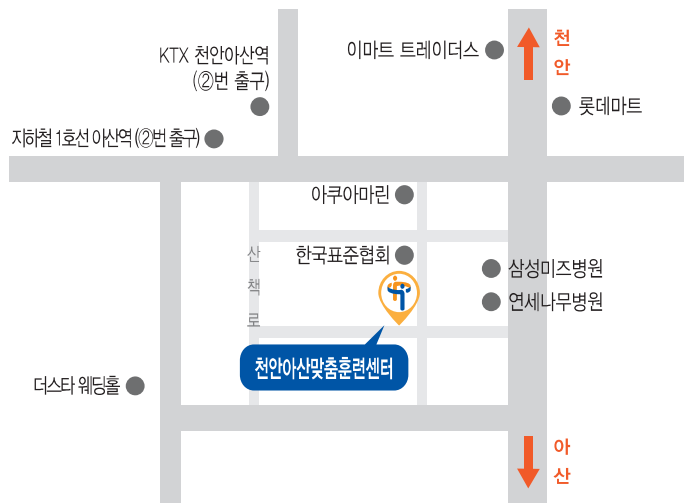 천
안
이마트 트레이더스
KTX 천안아산역
(②번 출구)
롯데마트
지하철 1호선 아산역 (②번 출구)
아쿠아마린
한국표준협회
산
책
로
삼성미즈병원
연세나무병원
천안아산맞춤훈련센터
더스타 웨딩홀
아
산